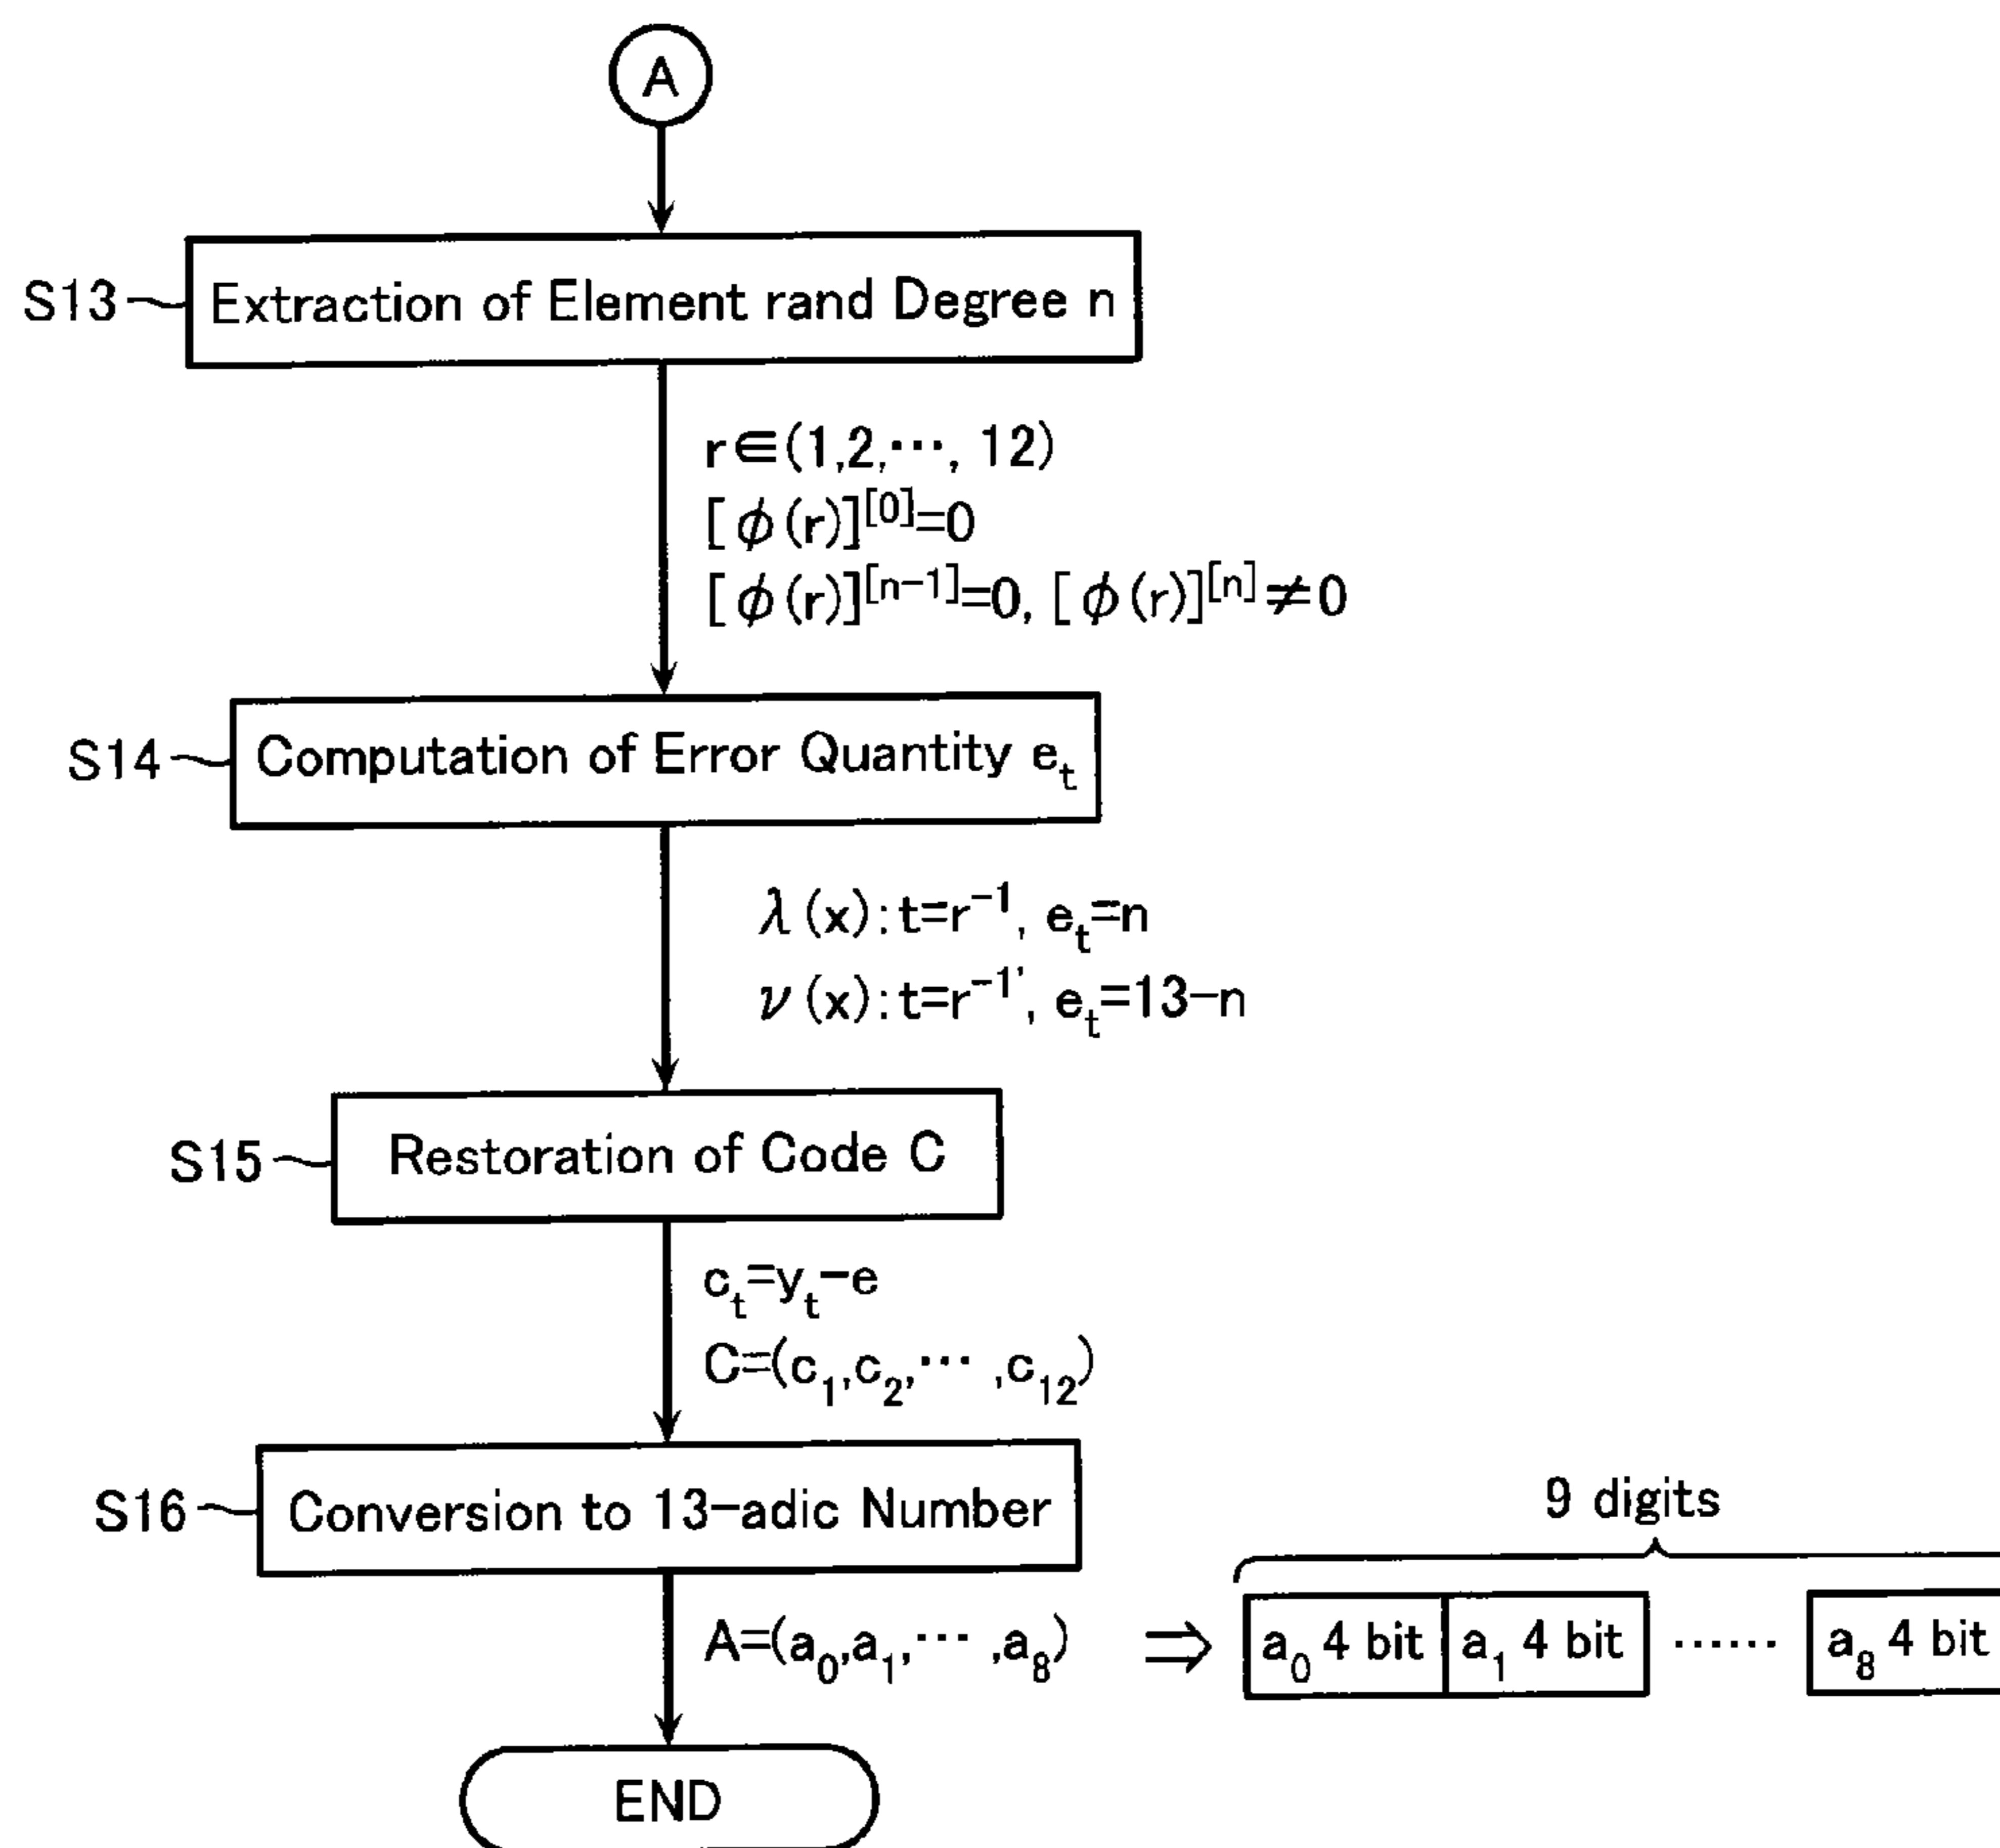 A
S13 Extraction of Element rand Degree n
r∈(1,2,⋯, 12)
[ϕ(r)]^[0]=0
[ϕ(r)]^[n-1]=0, [ϕ(r)]^[n]≠0
S14 Computation of Error Quantity e_t
λ(x):t=r^-1, e_t=n
ν(x):t=r^-1', e_t=13-n
S15 Restoration of Code C
c_t=y_t-e
C=(c_1,c_2,⋯ ,c_12)
S16 Conversion to 13-adic Number
9 digits
A=(a_0,a_1,⋯ ,a_8) ⇒ a_0 4 bit a_1 4 bit ⋯⋯ a_8 4 bit
END